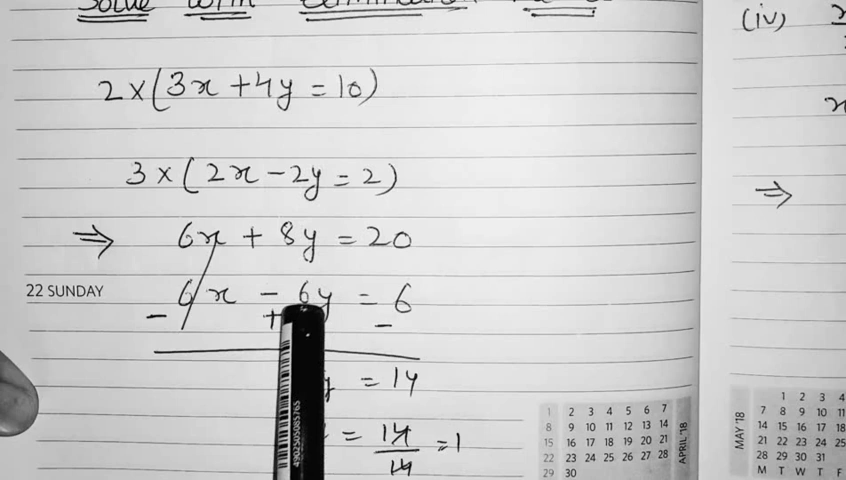 Solve with Elimination
(iv) x
2×(3x+4y=10)
x
3×(2x-2y=2)
⇒
⇒ 6x + 8y = 20
22 SUNDAY
6x - 6y = 6
- + -
y = 14
= 14/14 = 1
1 2 3 4 5 6 7
8 9 10 11 12 13 14
15 16 17 18 19 20 21
22 23 24 25 26 27 28
29 30
APRIL '18
MAY '18
1 2 3 4
7 8 9 10 11
14 15 16 17 18
21 22 23 24 25
28 29 30 31
M T W T F
4902505085765